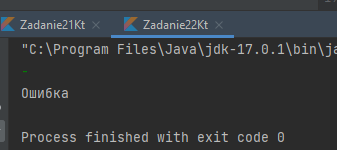 Zadanie21Kt × Zadanie22Kt ×
"C:\Program Files\Java\jdk-17.0.1\bin\ja
-
Ошибка
Process finished with exit code 0